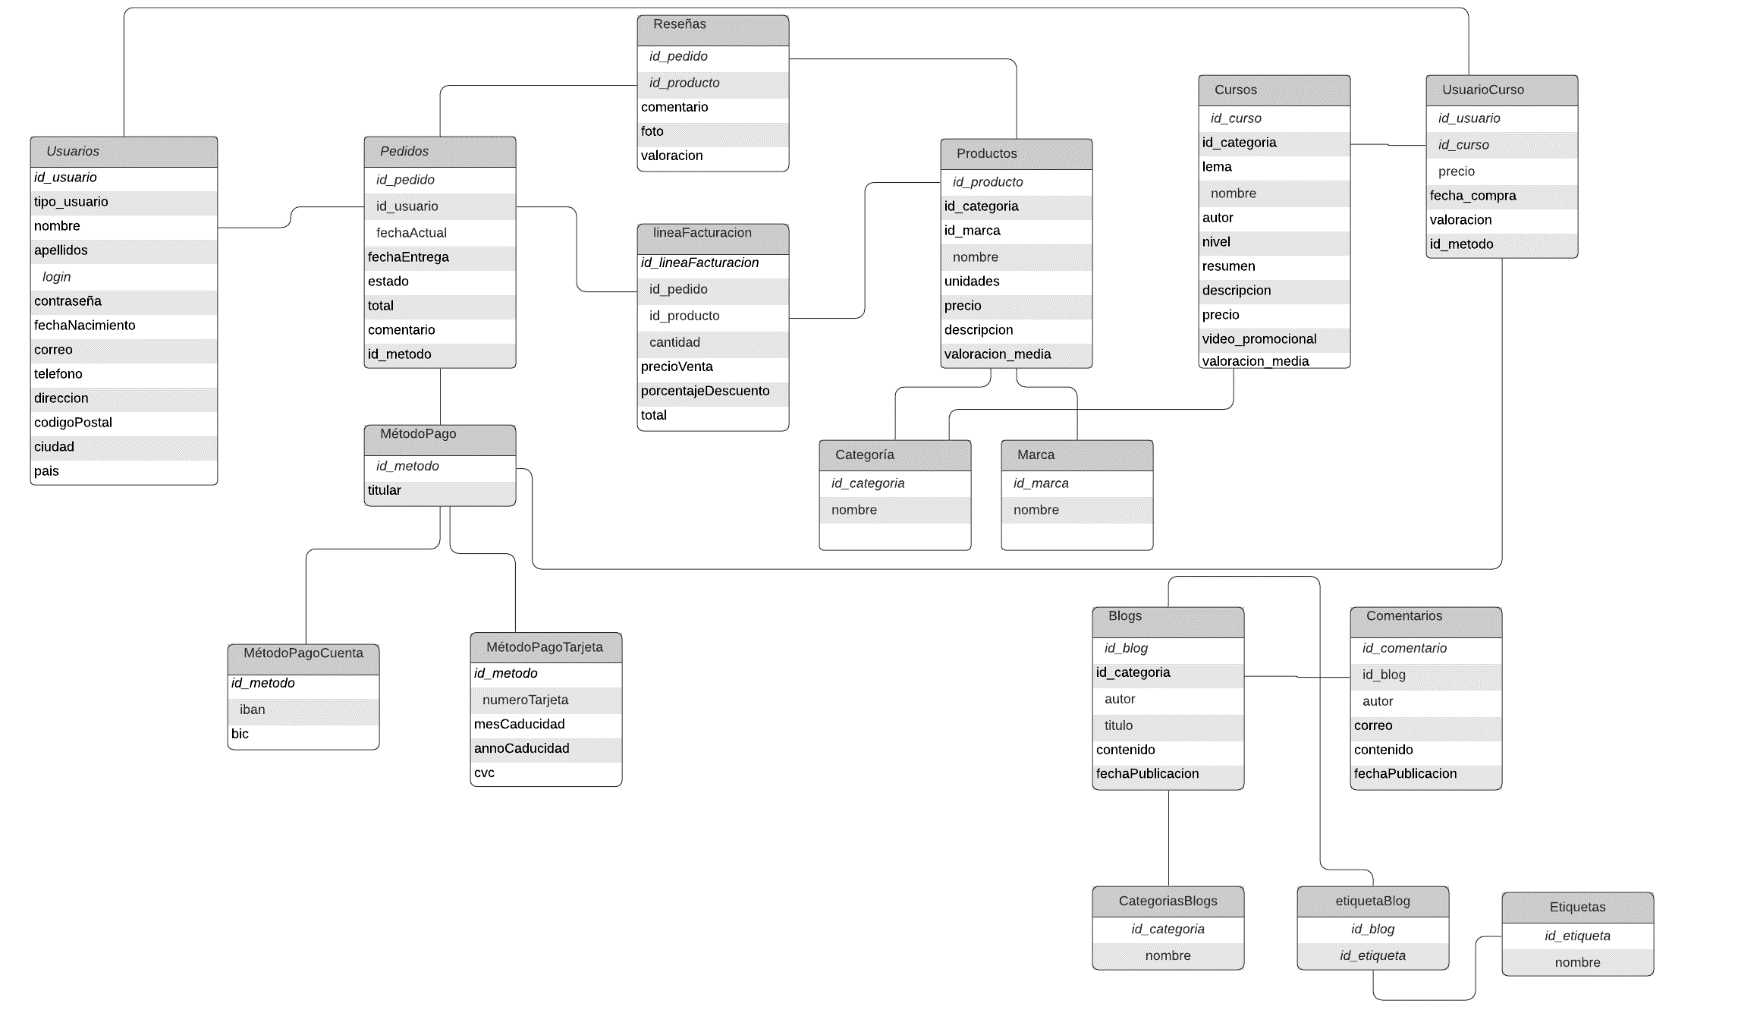 Reseñas
id_pedido
id_producto
comentario
foto
valoracion
Cursos
id_curso
id_categoria
lema
nombre
autor
nivel
resumen
descripcion
precio
video_promocional
valoracion_media
UsuarioCurso
id_usuario
id_curso
precio
fecha_compra
valoracion
id_metodo
Usuarios
id_usuario
tipo_usuario
nombre
apellidos
login
contraseña
fechaNacimiento
correo
telefono
direccion
codigoPostal
ciudad
pais
Pedidos
id_pedido
id_usuario
fechaActual
fechaEntrega
estado
total
comentario
id_metodo
lineaFacturacion
id_lineaFacturacion
id_pedido
id_producto
cantidad
precioVenta
porcentajeDescuento
total
Productos
id_producto
id_categoria
id_marca
nombre
unidades
precio
descripcion
valoracion_media
MétodoPago
id_metodo
titular
Categoría
id_categoria
nombre
Marca
id_marca
nombre
MétodoPagoCuenta
id_metodo
iban
bic
MétodoPagoTarjeta
id_metodo
numeroTarjeta
mesCaducidad
annoCaducidad
cvc
Blogs
id_blog
id_categoria
autor
titulo
contenido
fechaPublicacion
Comentarios
id_comentario
id_blog
autor
correo
contenido
fechaPublicacion
CategoriasBlogs
id_categoria
nombre
etiquetaBlog
id_blog
id_etiqueta
Etiquetas
id_etiqueta
nombre